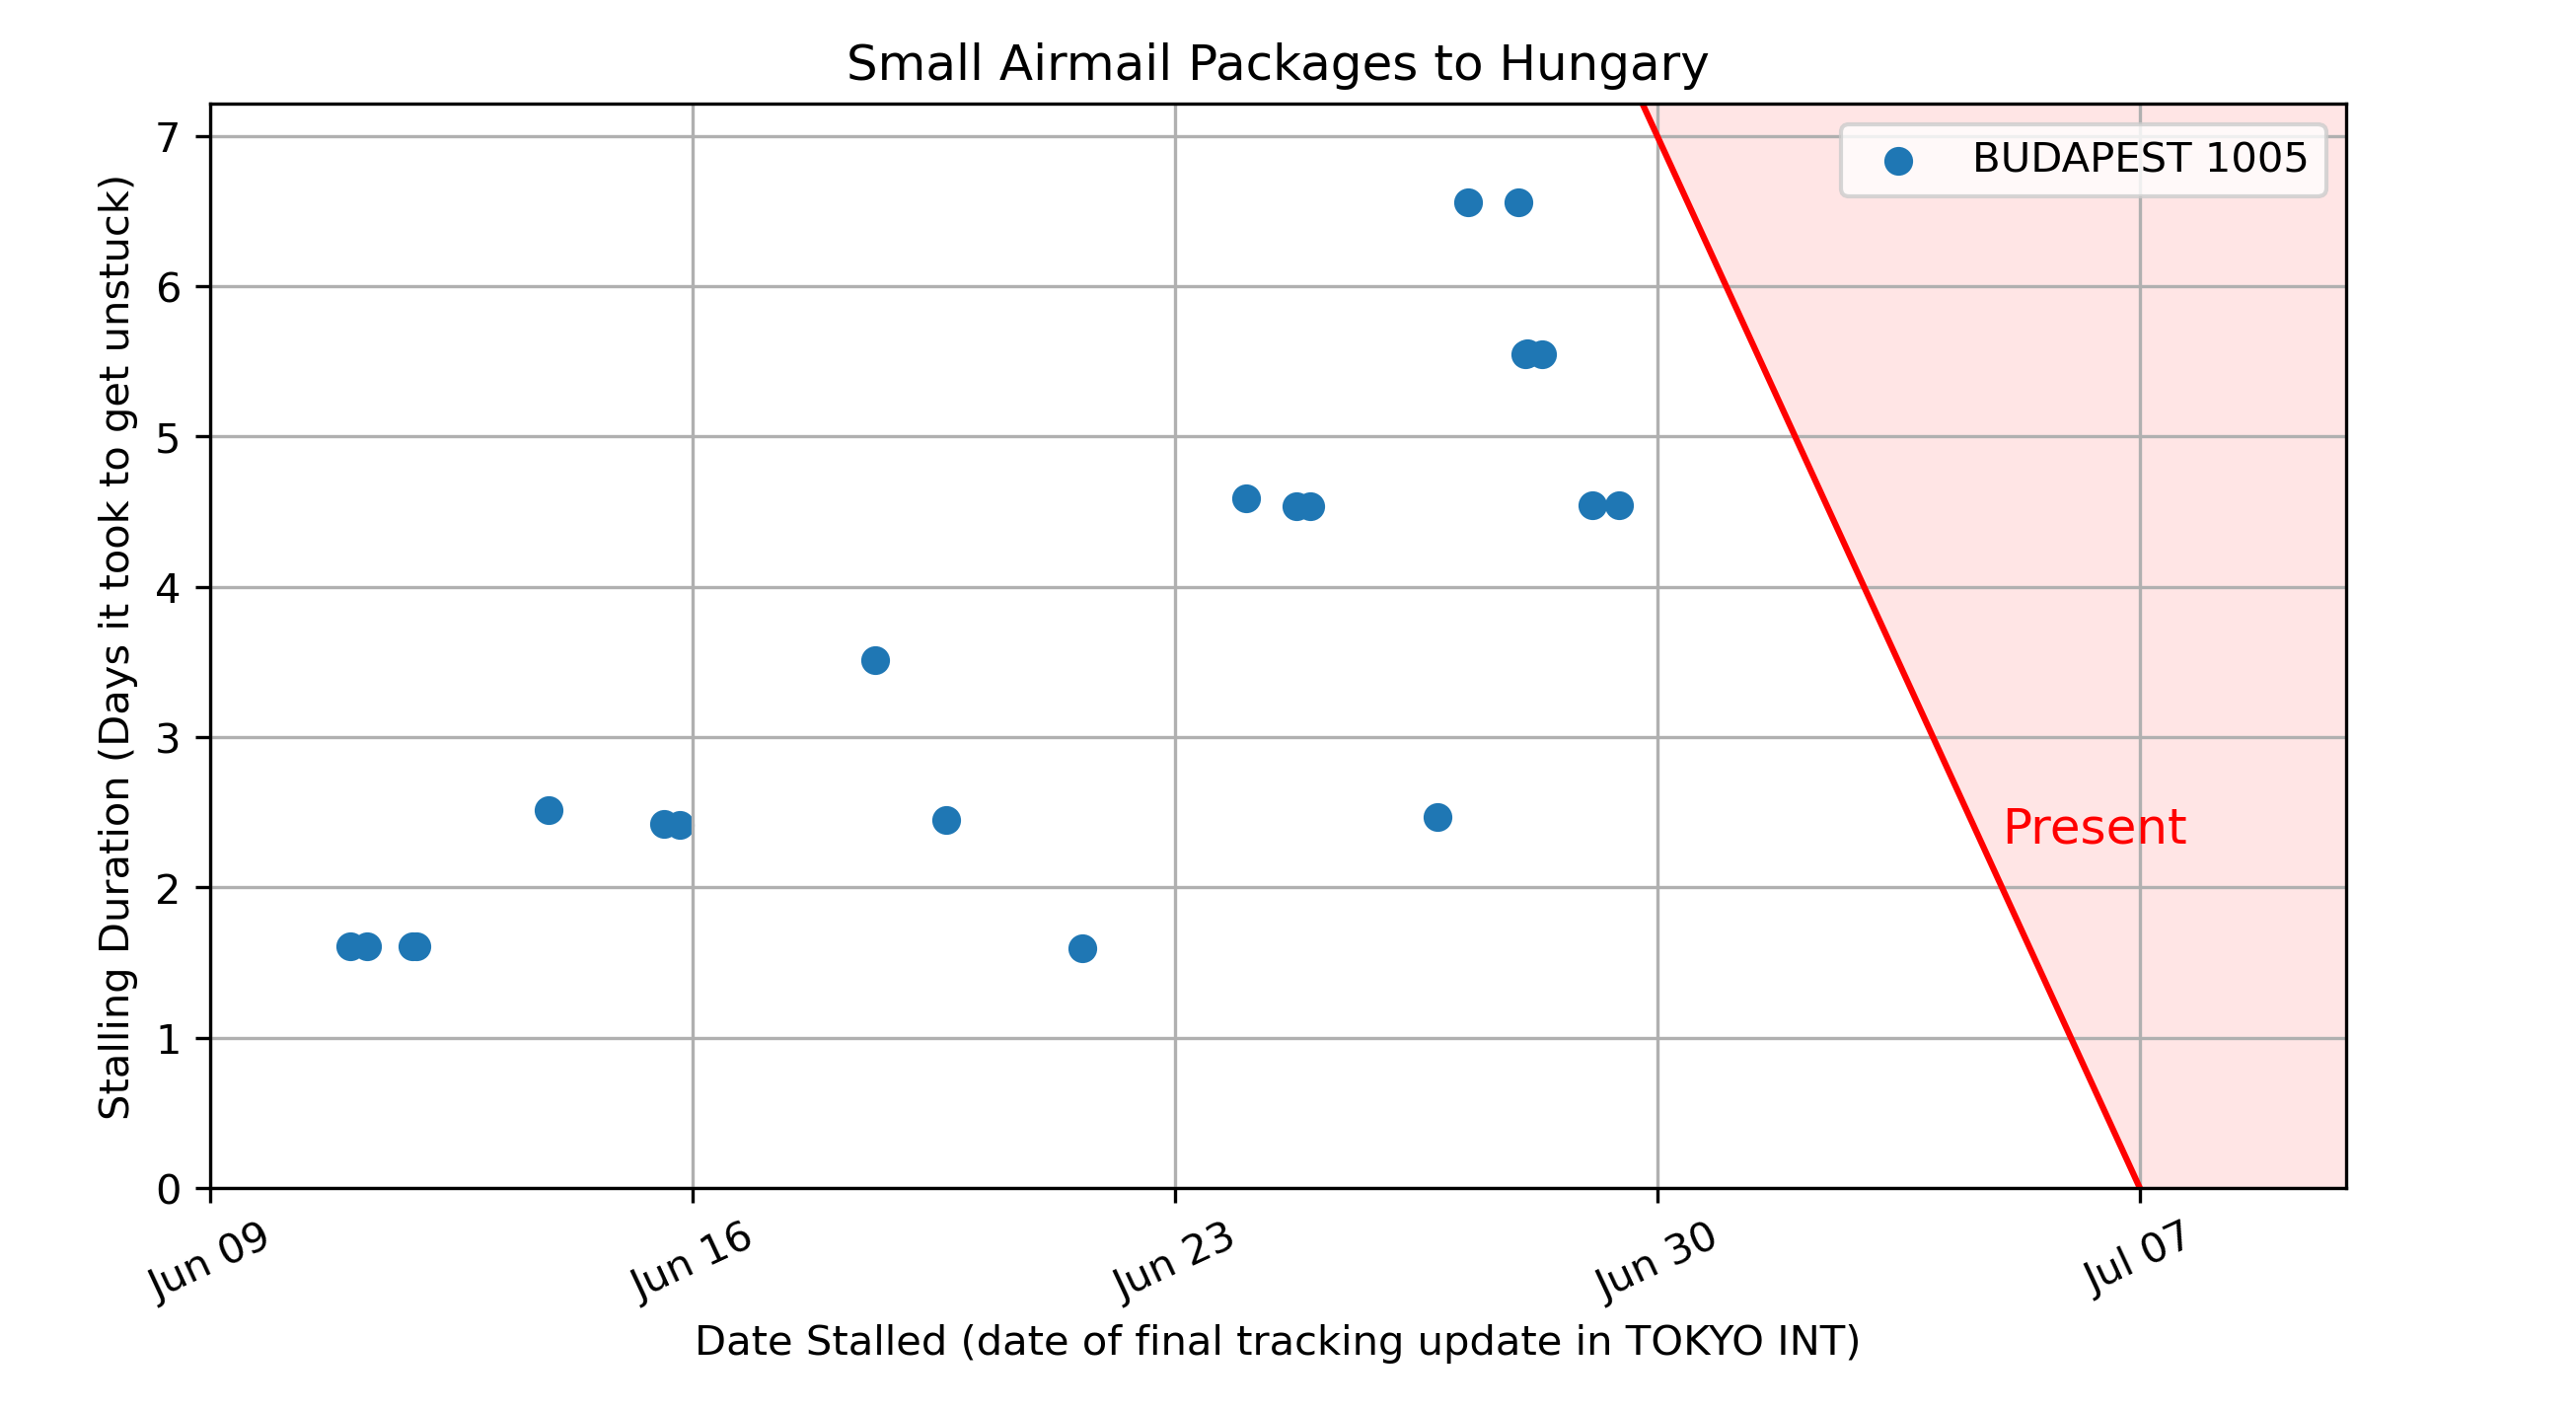 Small Airmail Packages to Hungary
BUDAPEST 1005
Stalling Duration (Days it took to get unstuck)
7
6
5
4
3
2
1
0
Present
Jun 09
Jun 16
Jun 23
Jun 30
Jul 07
Date Stalled (date of final tracking update in TOKYO INT)